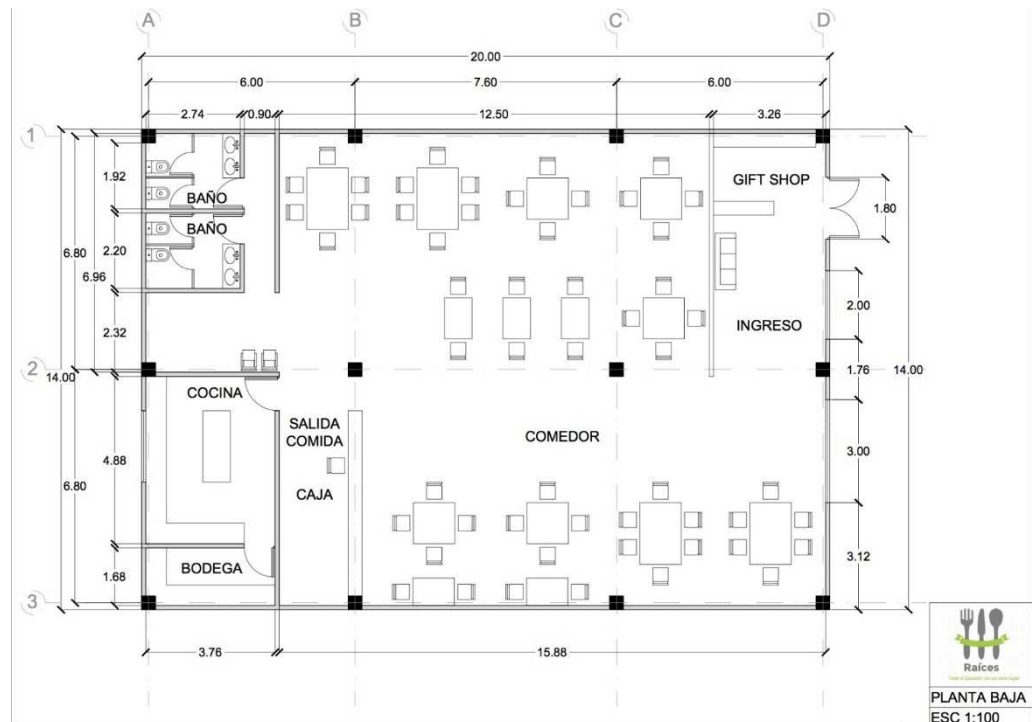 A B C D
20.00
6.00 7.60 6.00
2.74 0.90 12.50 3.26
1
1.92
BAÑO
GIFT SHOP
BAÑO
1.80
2.20
6.80
6.96
2.00
INGRESO
2.32
2
14.00
1.76
14.00
COCINA
SALIDA
COMIDA
COMEDOR
3.00
4.88
6.80
CAJA
3.12
BODEGA
1.68
3
3.76 15.88
Raíces
PLANTA BAJA
ESC 1:100